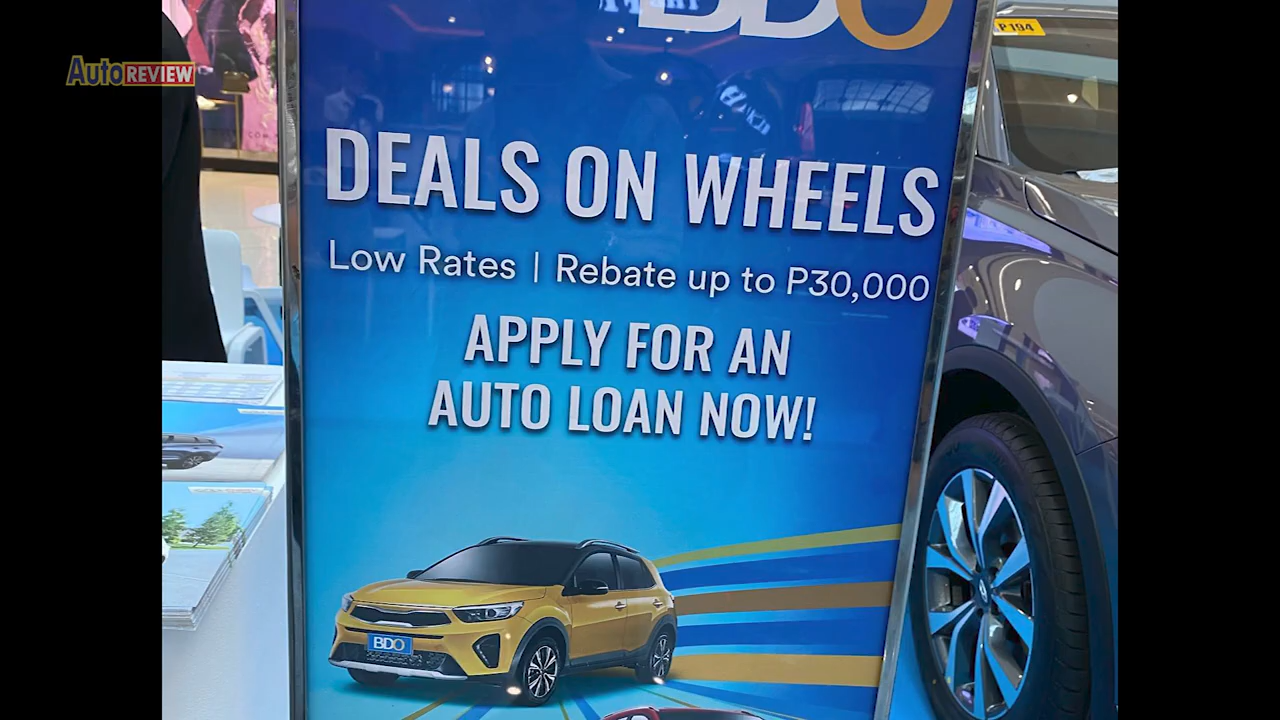 AutoREVIEW
BDO
P194
DEALS ON WHEELS
Low Rates | Rebate up to P30,000
APPLY FOR AN
AUTO LOAN NOW!
BDO